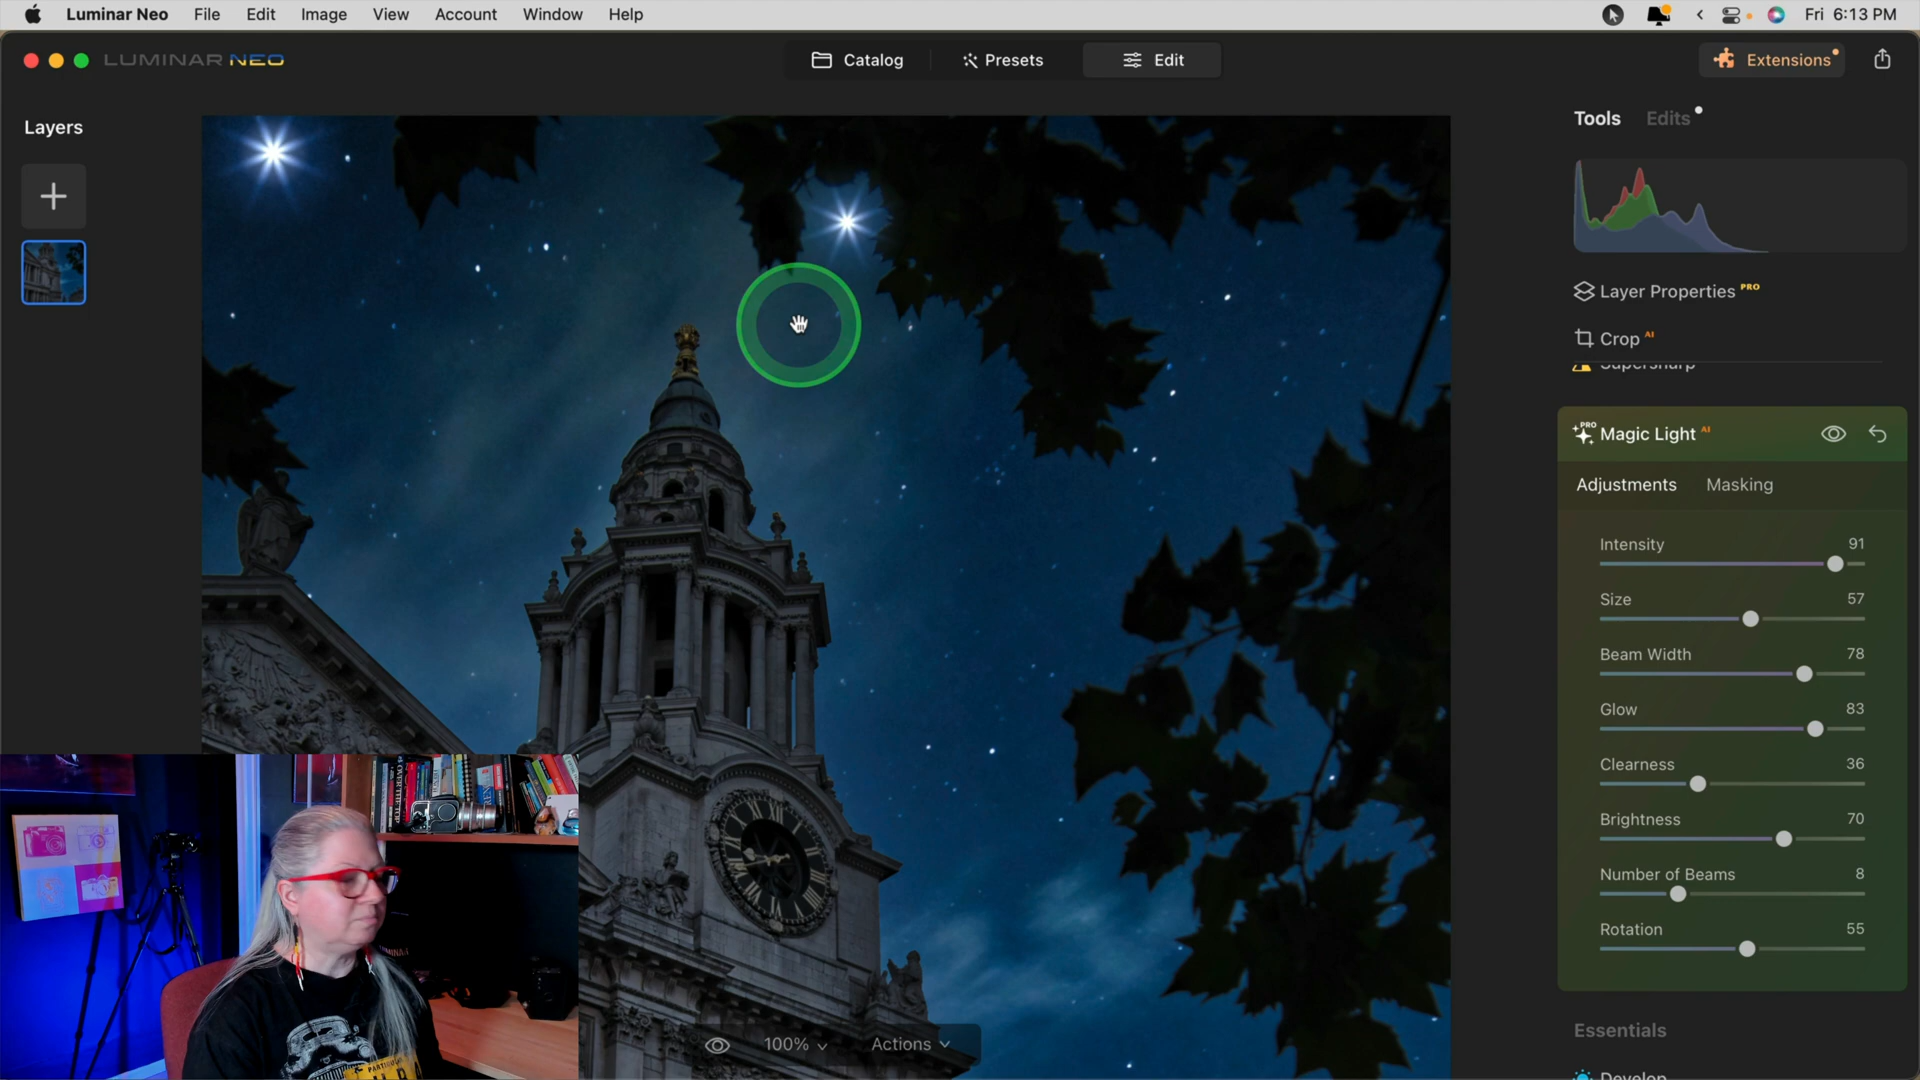 Luminar Neo File Edit Image View Account Window Help Fri 6:13 PM
LUMINAR NEO Catalog Presets Edit Extensions
Layers
Tools Edits
Layer Properties PRO
Crop AI
Supersharp
PRO Magic Light AI
Adjustments Masking
Intensity 91
Size 57
Beam Width 78
Glow 83
Clearness 36
Brightness 70
Number of Beams 8
Rotation 55
100% Actions
Essentials
Develop